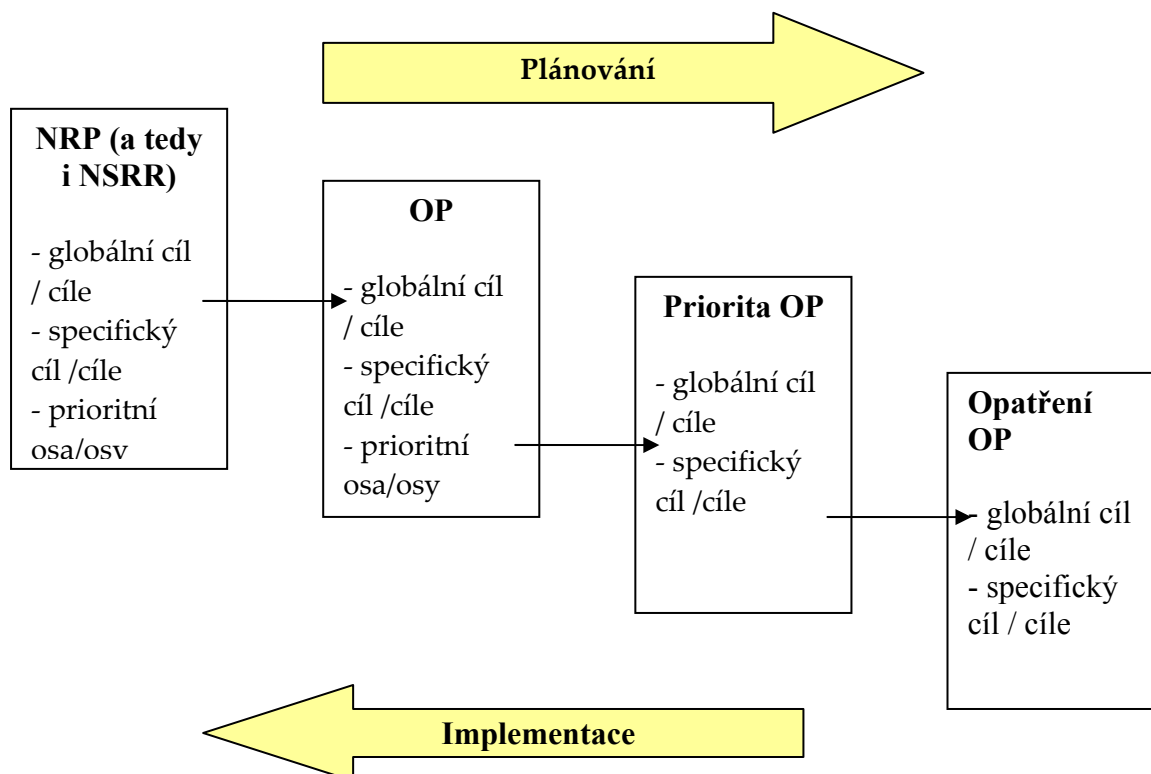 Plánování
NRP (a tedy
i NSRR)
- globální cíl
/ cíle
- specifický
cíl /cíle
- prioritní
osa/osv
OP
- globální cíl
/ cíle
- specifický
cíl /cíle
- prioritní
osa/osy
Priorita OP
- globální cíl
/ cíle
- specifický
cíl /cíle
Opatření
OP
- globální cíl
/ cíle
- specifický
cíl / cíle
Implementace